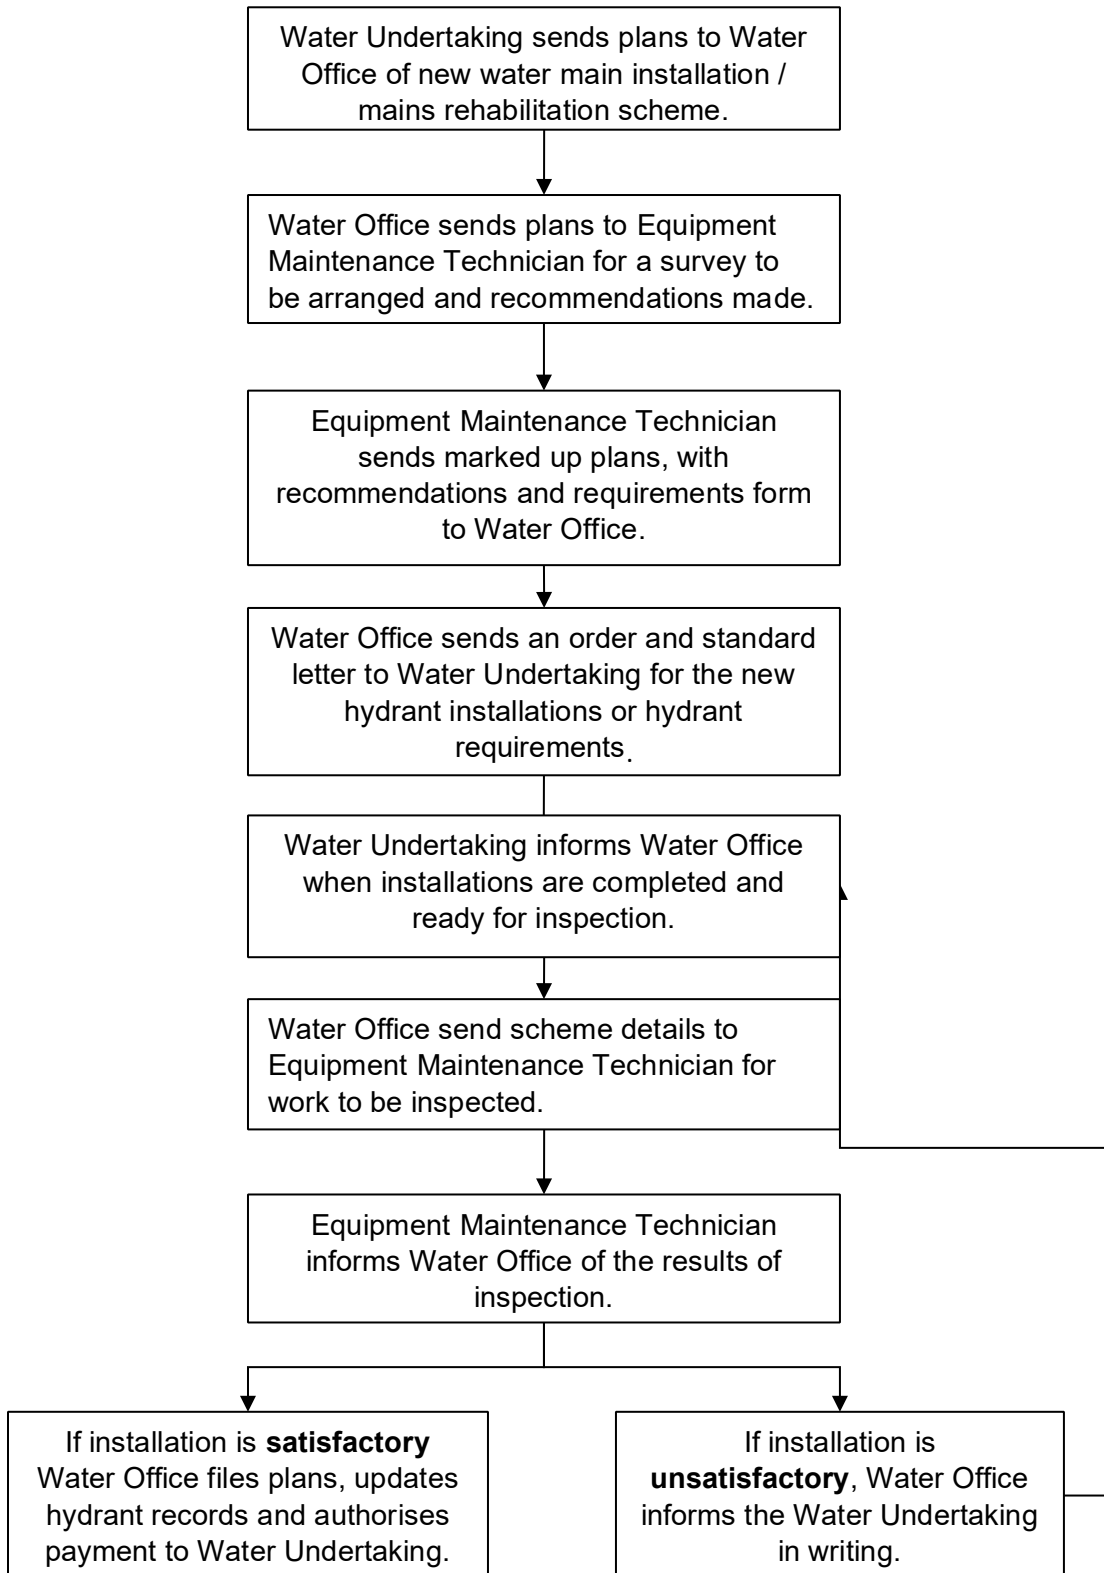 Water Undertaking sends plans to Water
Office of new water main installation /
mains rehabilitation scheme.
Water Office sends plans to Equipment
Maintenance Technician for a survey to
be arranged and recommendations made.
Equipment Maintenance Technician
sends marked up plans, with
recommendations and requirements form
to Water Office.
Water Office sends an order and standard
letter to Water Undertaking for the new
hydrant installations or hydrant
requirements.
Water Undertaking informs Water Office
when installations are completed and
ready for inspection.
Water Office send scheme details to
Equipment Maintenance Technician for
work to be inspected.
Equipment Maintenance Technician
informs Water Office of the results of
inspection.
If installation is satisfactory
Water Office files plans, updates
hydrant records and authorises
payment to Water Undertaking.
If installation is
unsatisfactory, Water Office
informs the Water Undertaking
in writing.